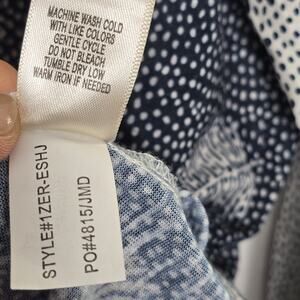 MACHINE WASH COLD
WITH LIKE COLORS
GENTLE CYCLE
DO NOT BLEACH
TUMBLE DRY LOW
WARM IRON IF NEEDED
STYLE#1ZER-ESHJ
PO#4815/JMD